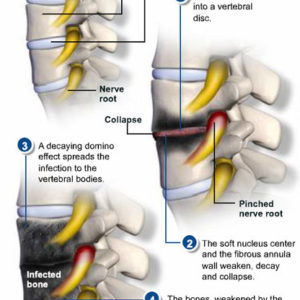 into a vertebral
disc.
Nerve
root
Collapse
3 A decaying domino
effect spreads the
infection to the
vertebral bodies.
Pinched
nerve root
2 The soft nucleus center
and the fibrous annula
wall weaken, decay
and collapse.
Infected
bone
4 The bones, weakened by the